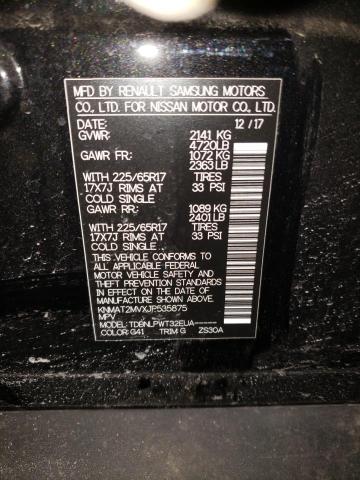 MFD BY RENAULT SAMSUNG MOTORS
CO., LTD. FOR NISSAN MOTOR CO., LTD.
DATE: 12 / 17
GVWR: 2141 KG
4720LB
GAWR FR: 1072 KG
2363 LB
WITH 225/65R17 TIRES
17X7J RIMS AT 33 PSI
COLD SINGLE
GAWR RR: 1089 KG
2401 LB
WITH 225/65R17 TIRES
17X7J RIMS AT 33 PSI
COLD SINGLE
THIS VEHICLE CONFORMS TO
ALL APPLICABLE FEDERAL
MOTOR VEHICLE SAFETY
AND THEFT PREVENTION
STANDARDS IN EFFECT ON
THE DATE OF MANUFACTURE
SHOWN ABOVE.
KNMAT2MVXJP535875
MPV
MODEL: TDBNLPWT32EUA-----
COLOR: G41 TRIM G ZS30A